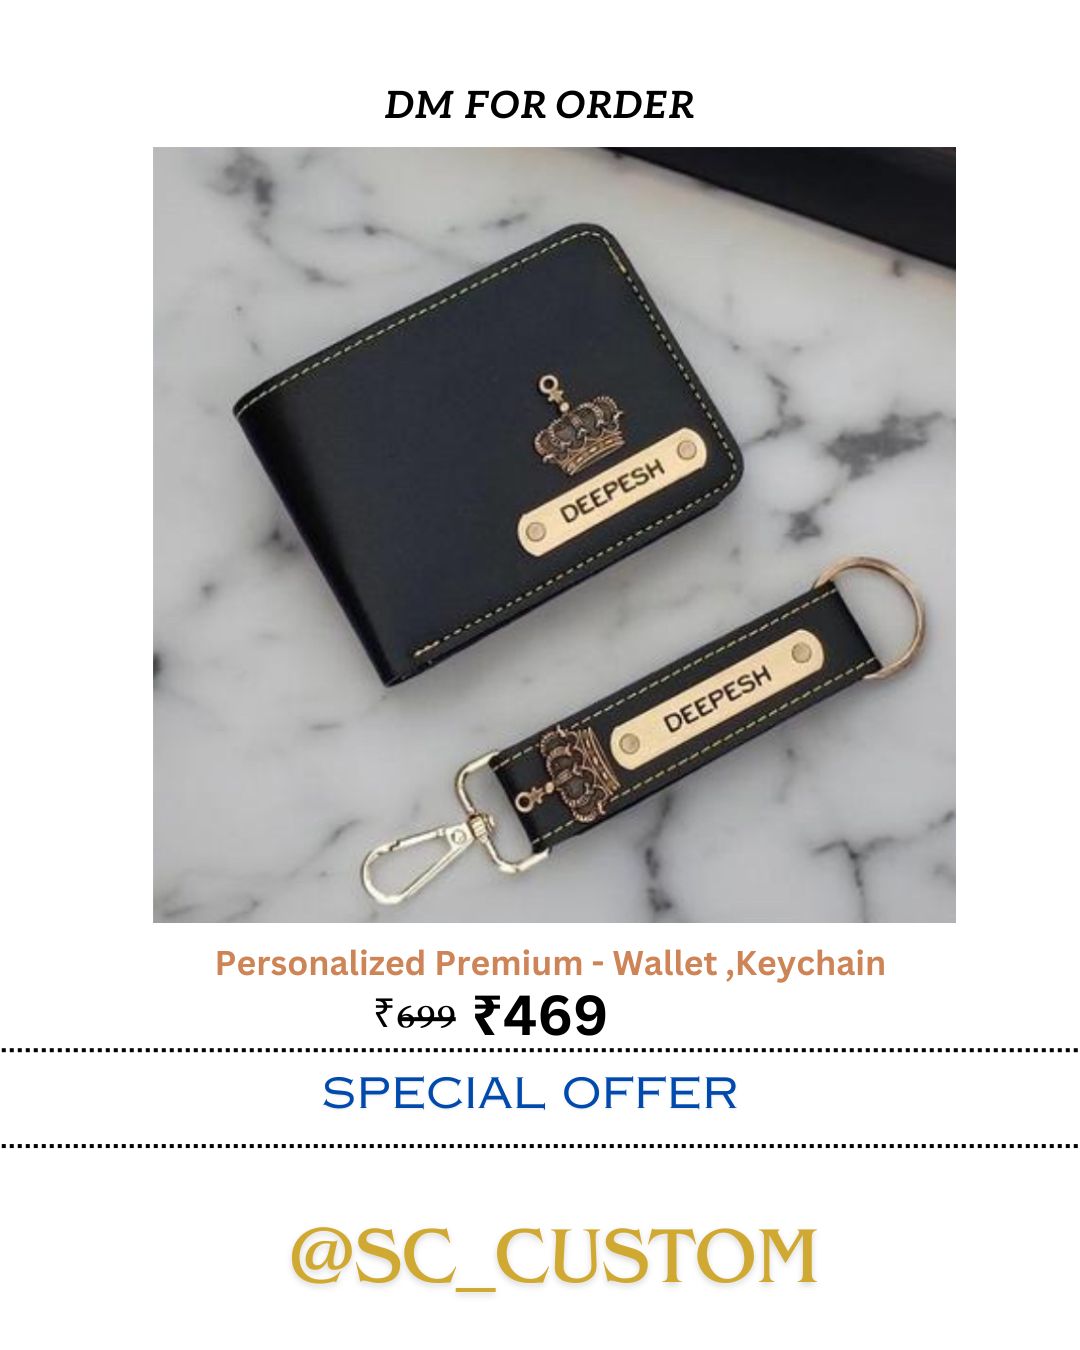 DM FOR ORDER
DEEPESH
DEEPESH
Personalized Premium - Wallet ,Keychain
₹699 ₹469
SPECIAL OFFER
@SC_CUSTOM